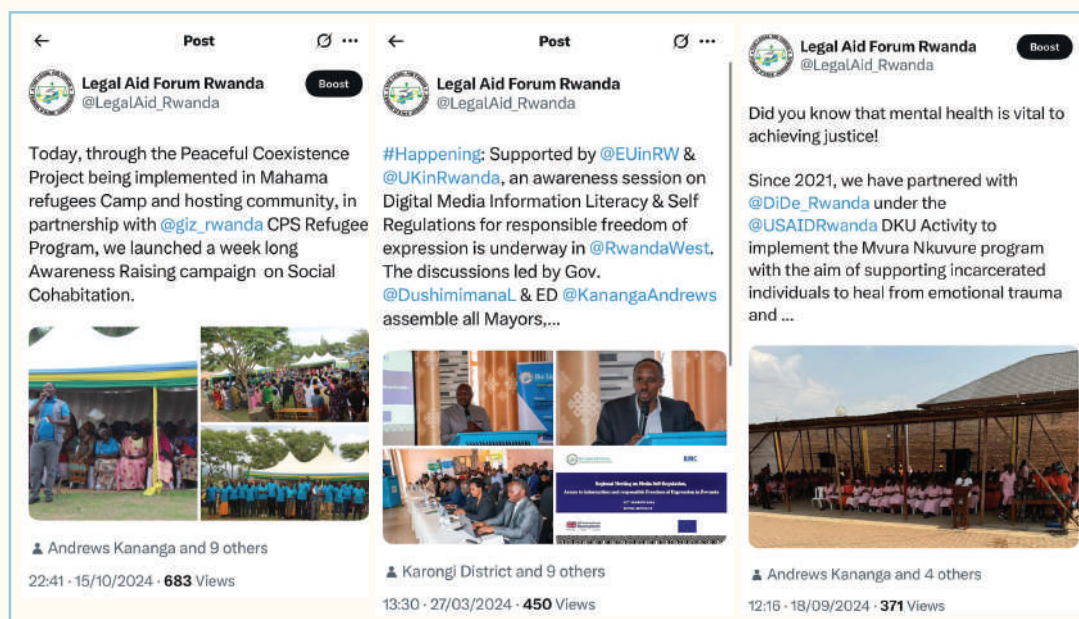 Post
Legal Aid Forum Rwanda
Boost
@LegalAid_Rwanda
Today, through the Peaceful Coexistence
Project being implemented in Mahama
refugees Camp and hosting community, in
partnership with @giz_rwanda CPS Refugee
Program, we launched a week long
Awareness Raising campaign on Social
Cohabitation.
Andrews Kananga and 9 others
22:41 · 15/10/2024 · 683 Views
Post
Legal Aid Forum Rwanda
@LegalAid_Rwanda
#Happening: Supported by @EUinRW &
@UKinRwanda, an awareness session on
Digital Media Information Literacy & Self
Regulations for responsible freedom of
expression is underway in @RwandaWest.
The discussions led by Gov.
@DushimimanaL & ED @KanangaAndrews
assemble all Mayors,...
RMC
Regional Meeting on Media Self-Regulation,
Access to Information and responsible Freedom of Expression in Rwanda
Karongi District and 9 others
13:30 · 27/03/2024 · 450 Views
Legal Aid Forum Rwanda
Boost
@LegalAid_Rwanda
Did you know that mental health is vital to
achieving justice!
Since 2021, we have partnered with
@DiDe_Rwanda under the
@USAIDRwanda DKU Activity to
implement the Mvura Nkuvure program
with the aim of supporting incarcerated
individuals to heal from emotional trauma
and ...
Andrews Kananga and 4 others
12:16 · 18/09/2024 · 371 Views